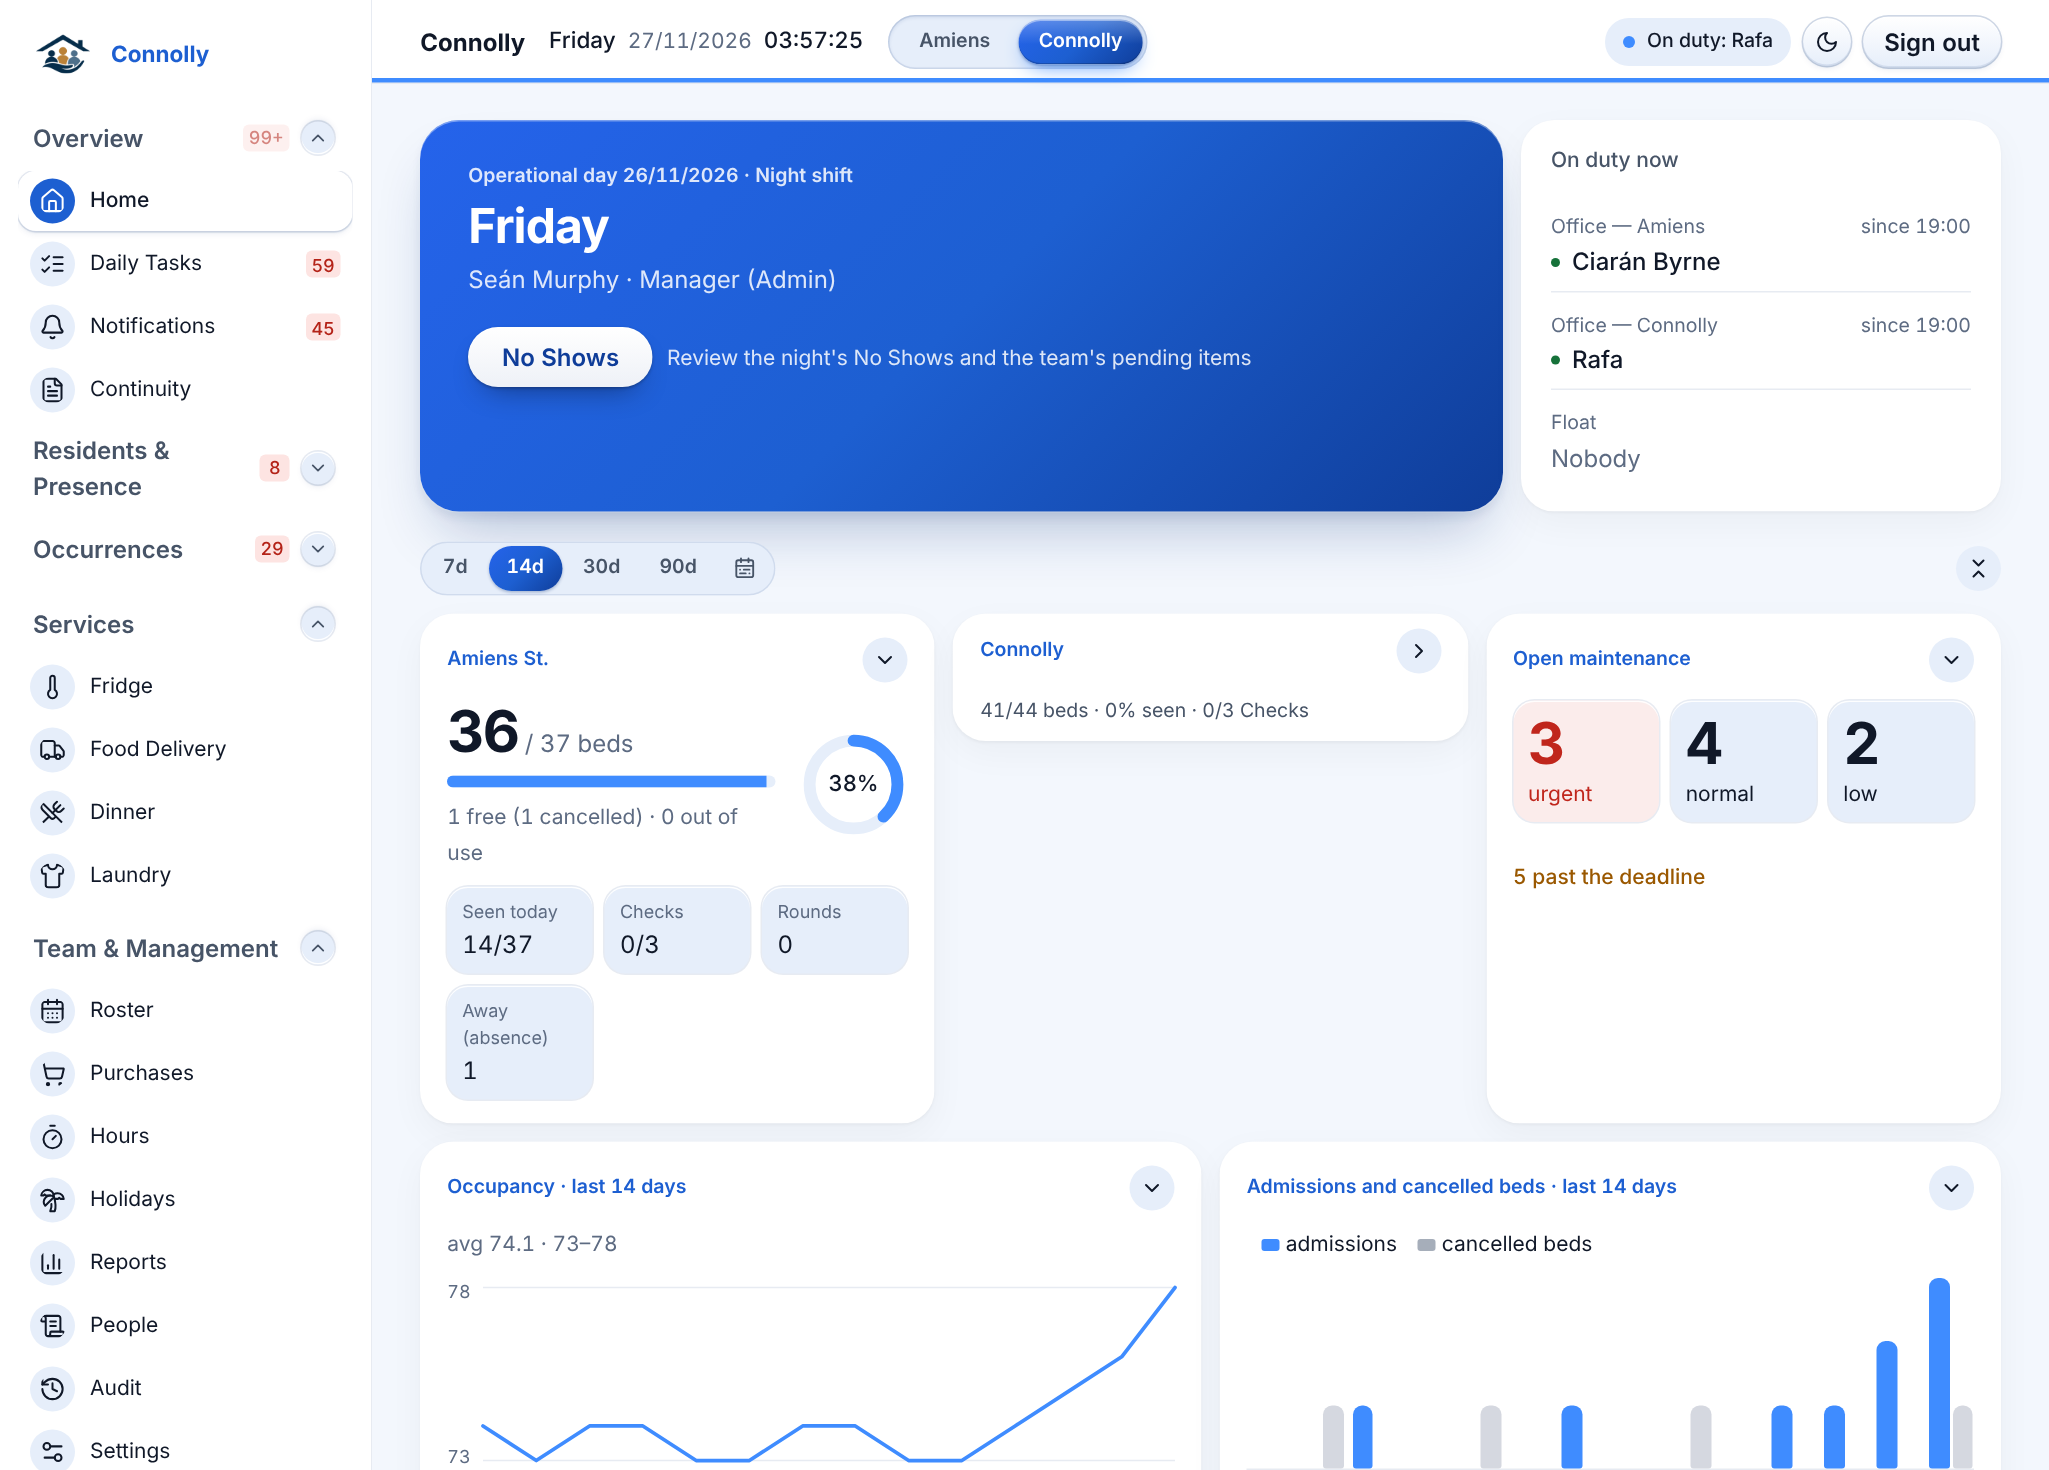 Connolly
Overview 99+
Home
Daily Tasks 59
Notifications 45
Continuity
Residents &
Presence 8
Occurrences 29
Services
Fridge
Food Delivery
Dinner
Laundry
Team & Management
Roster
Purchases
Hours
Holidays
Reports
People
Audit
Settings
Connolly Friday 27/11/2026 03:57:25 Amiens Connolly On duty: Rafa Sign out
Operational day 26/11/2026 · Night shift
Friday
Seán Murphy · Manager (Admin)
No Shows Review the night's No Shows and the team's pending items
On duty now
Office — Amiens since 19:00
Ciarán Byrne
Office — Connolly since 19:00
Rafa
Float
Nobody
7d 14d 30d 90d
Amiens St.
36 / 37 beds
38%
1 free (1 cancelled) · 0 out of
use
Seen today
14/37
Checks
0/3
Rounds
0
Away
(absence)
1
Connolly
41/44 beds · 0% seen · 0/3 Checks
Open maintenance
3
urgent
4
normal
2
low
5 past the deadline
Occupancy · last 14 days
avg 74.1 · 73–78
78
73
Admissions and cancelled beds · last 14 days
admissions cancelled beds